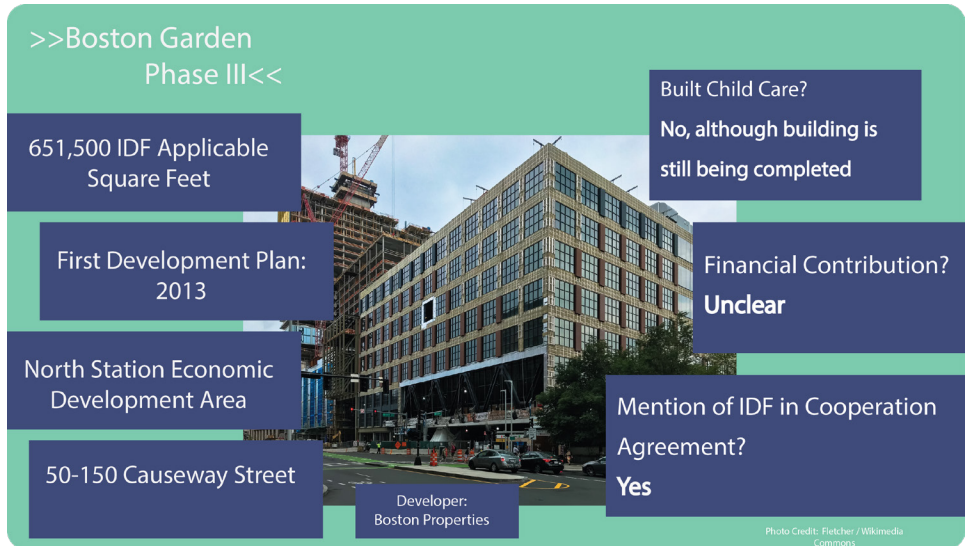 >>Boston Garden
Phase III<<
651,500 IDF Applicable
Square Feet
First Development Plan:
2013
North Station Economic
Development Area
50-150 Causeway Street
Developer:
Boston Properties
Built Child Care?
No, although building is
still being completed
Financial Contribution?
Unclear
Mention of IDF in Cooperation
Agreement?
Yes
Photo Credit: Fletcher / Wikimedia
Commons